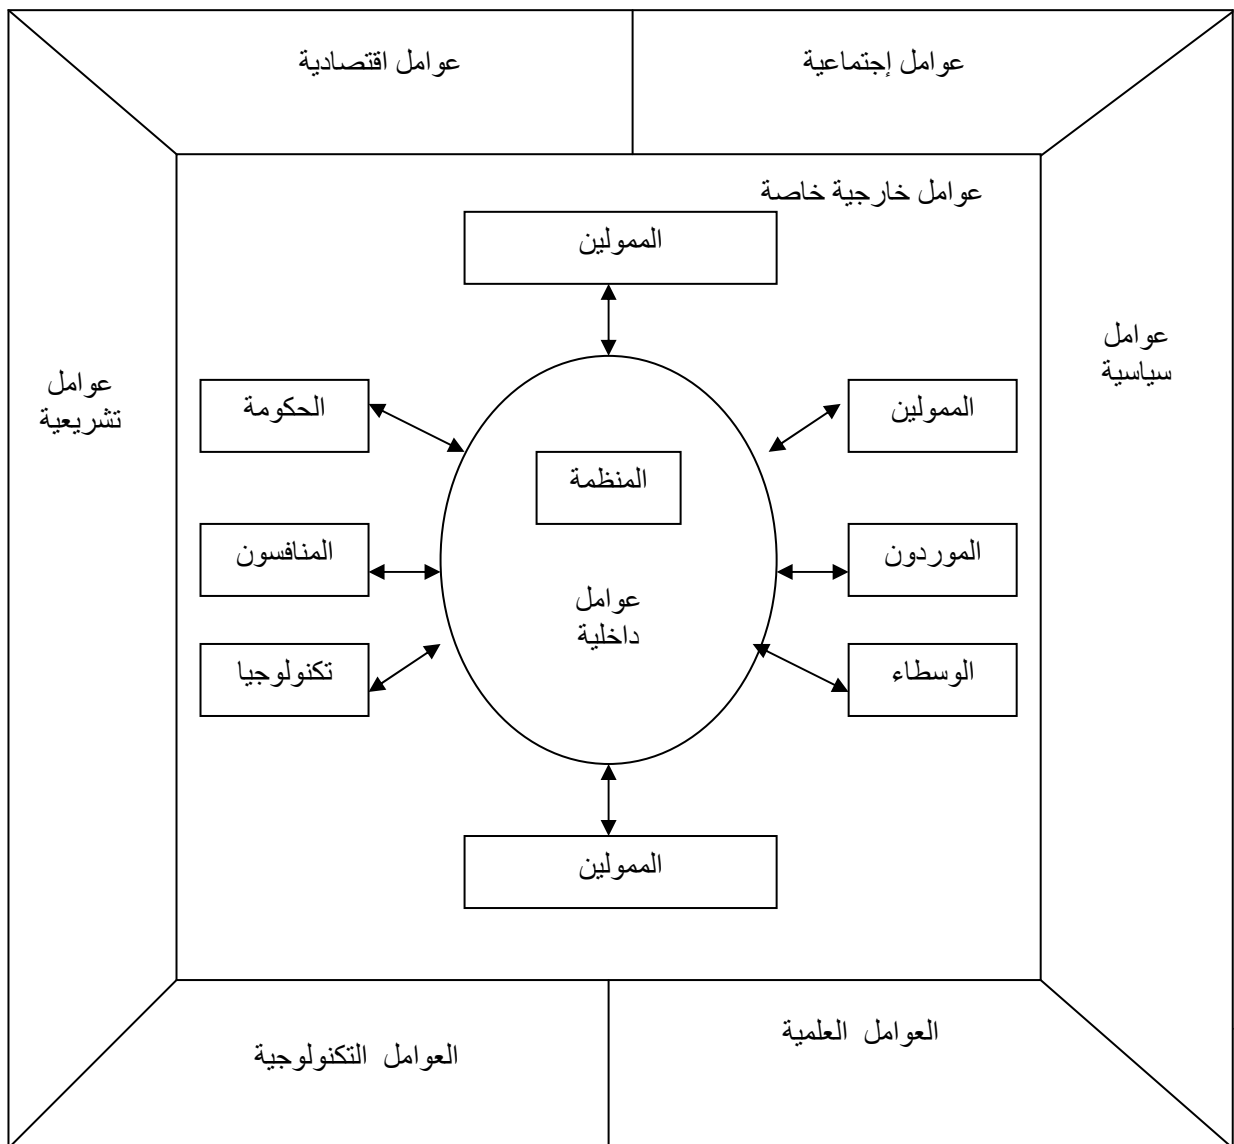 عوامل إجتماعية
عوامل اقتصادية
عوامل خارجية خاصة
الممولين
عوامل
سياسية
عوامل
تشريعية
الممولين
الحكومة
المنظمة
الموردون
المنافسون
عوامل
داخلية
الوسطاء
تكنولوجيا
الممولين
العوامل العلمية
العوامل التكنولوجية